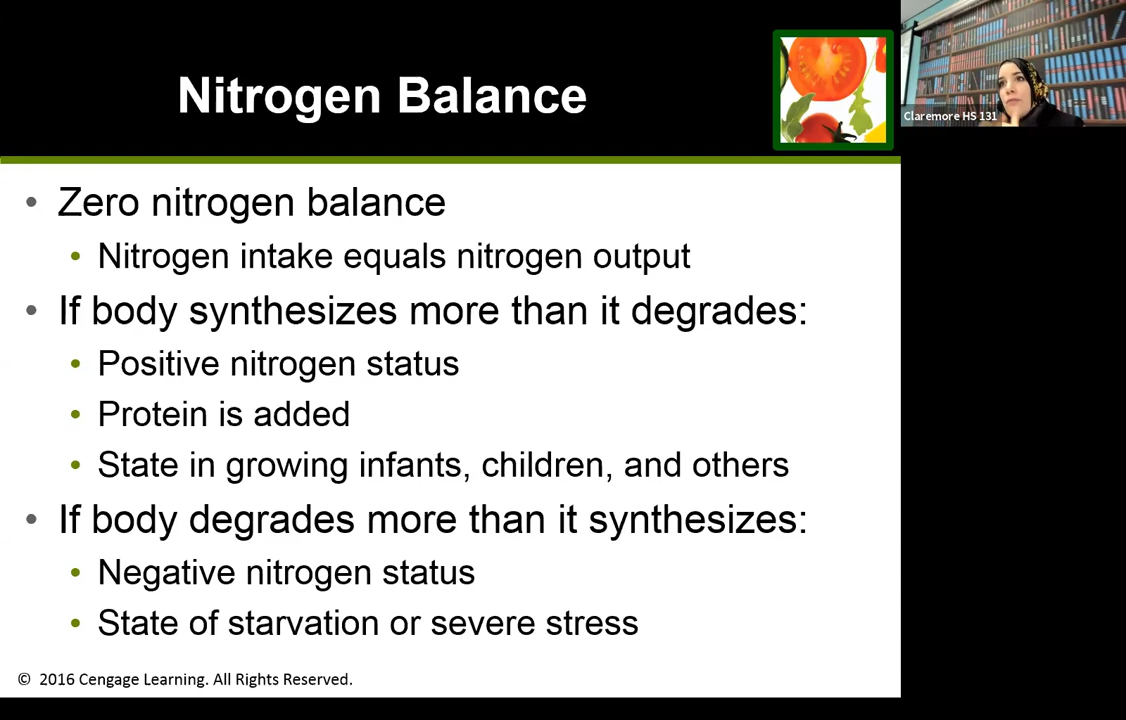 Nitrogen Balance
Claremore HS 131
• Zero nitrogen balance
• Nitrogen intake equals nitrogen output
• If body synthesizes more than it degrades:
• Positive nitrogen status
• Protein is added
• State in growing infants, children, and others
• If body degrades more than it synthesizes:
• Negative nitrogen status
• State of starvation or severe stress
© 2016 Cengage Learning. All Rights Reserved.